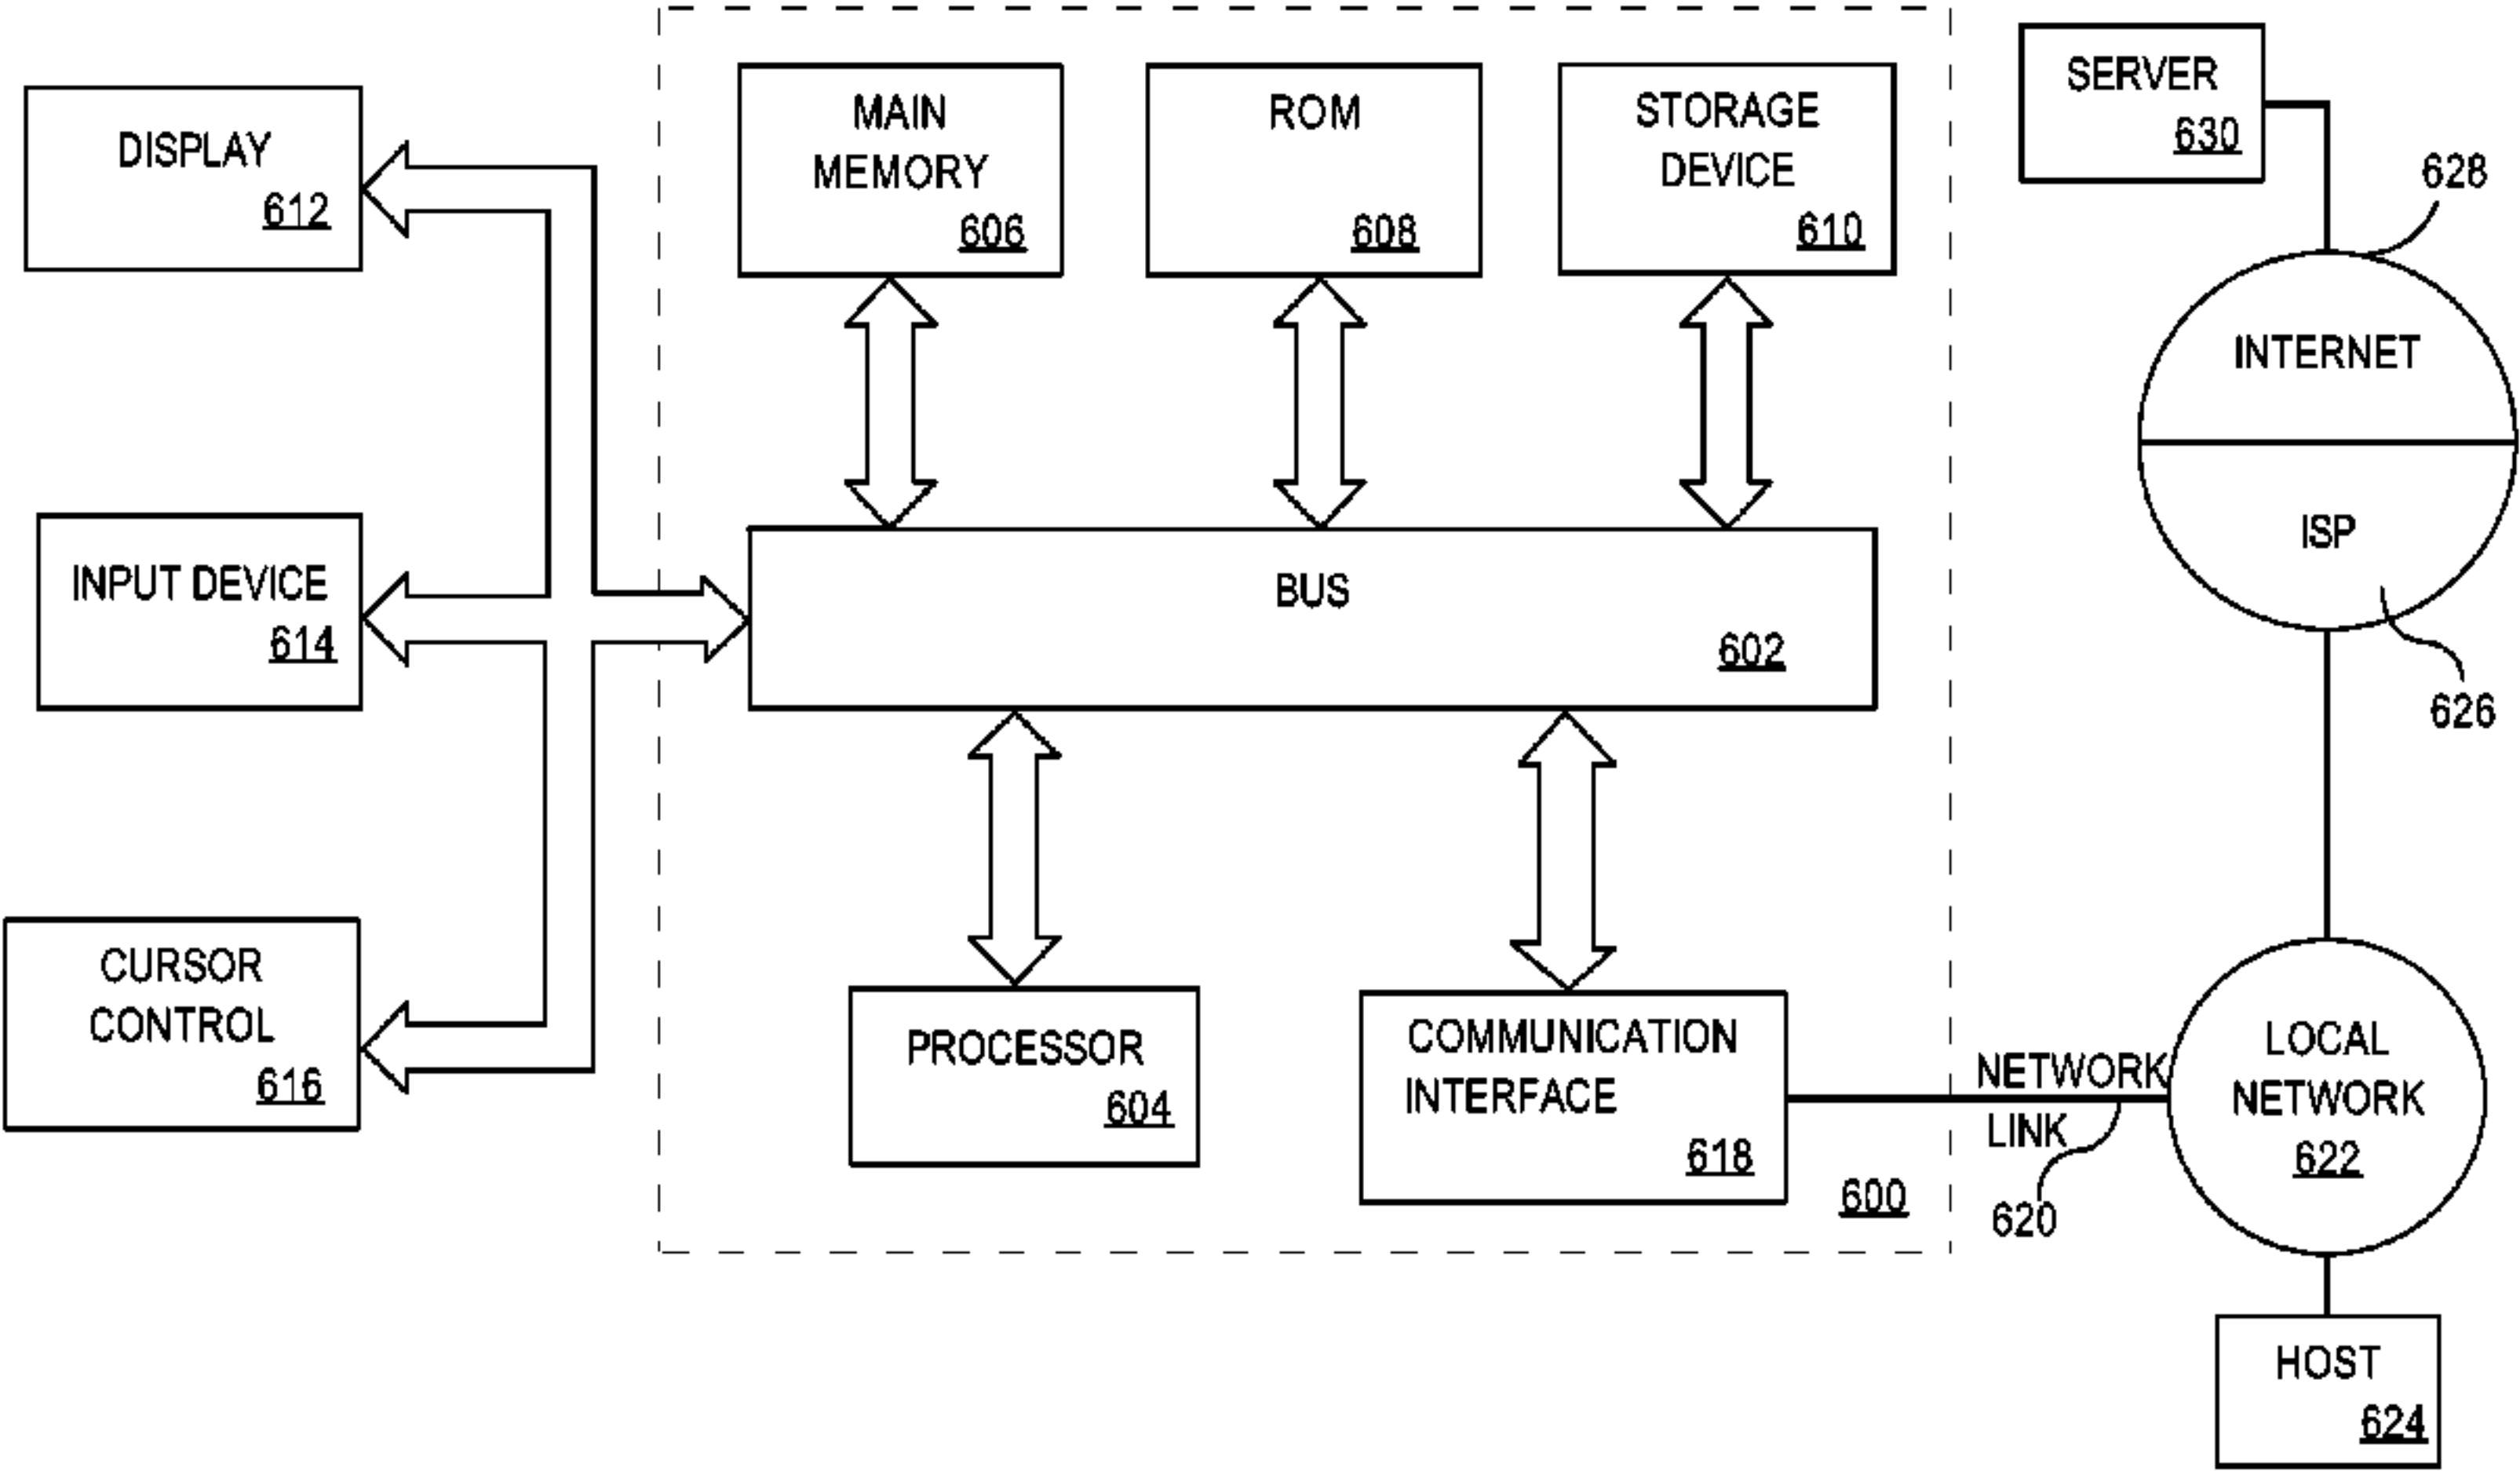 DISPLAY
612
INPUT DEVICE
614
CURSOR
CONTROL
616
MAIN
MEMORY
606
ROM
608
STORAGE
DEVICE
610
BUS
602
PROCESSOR
604
COMMUNICATION
INTERFACE
618
600
SERVER
630
628
INTERNET
ISP
626
NETWORK
LINK
620
LOCAL
NETWORK
622
HOST
624